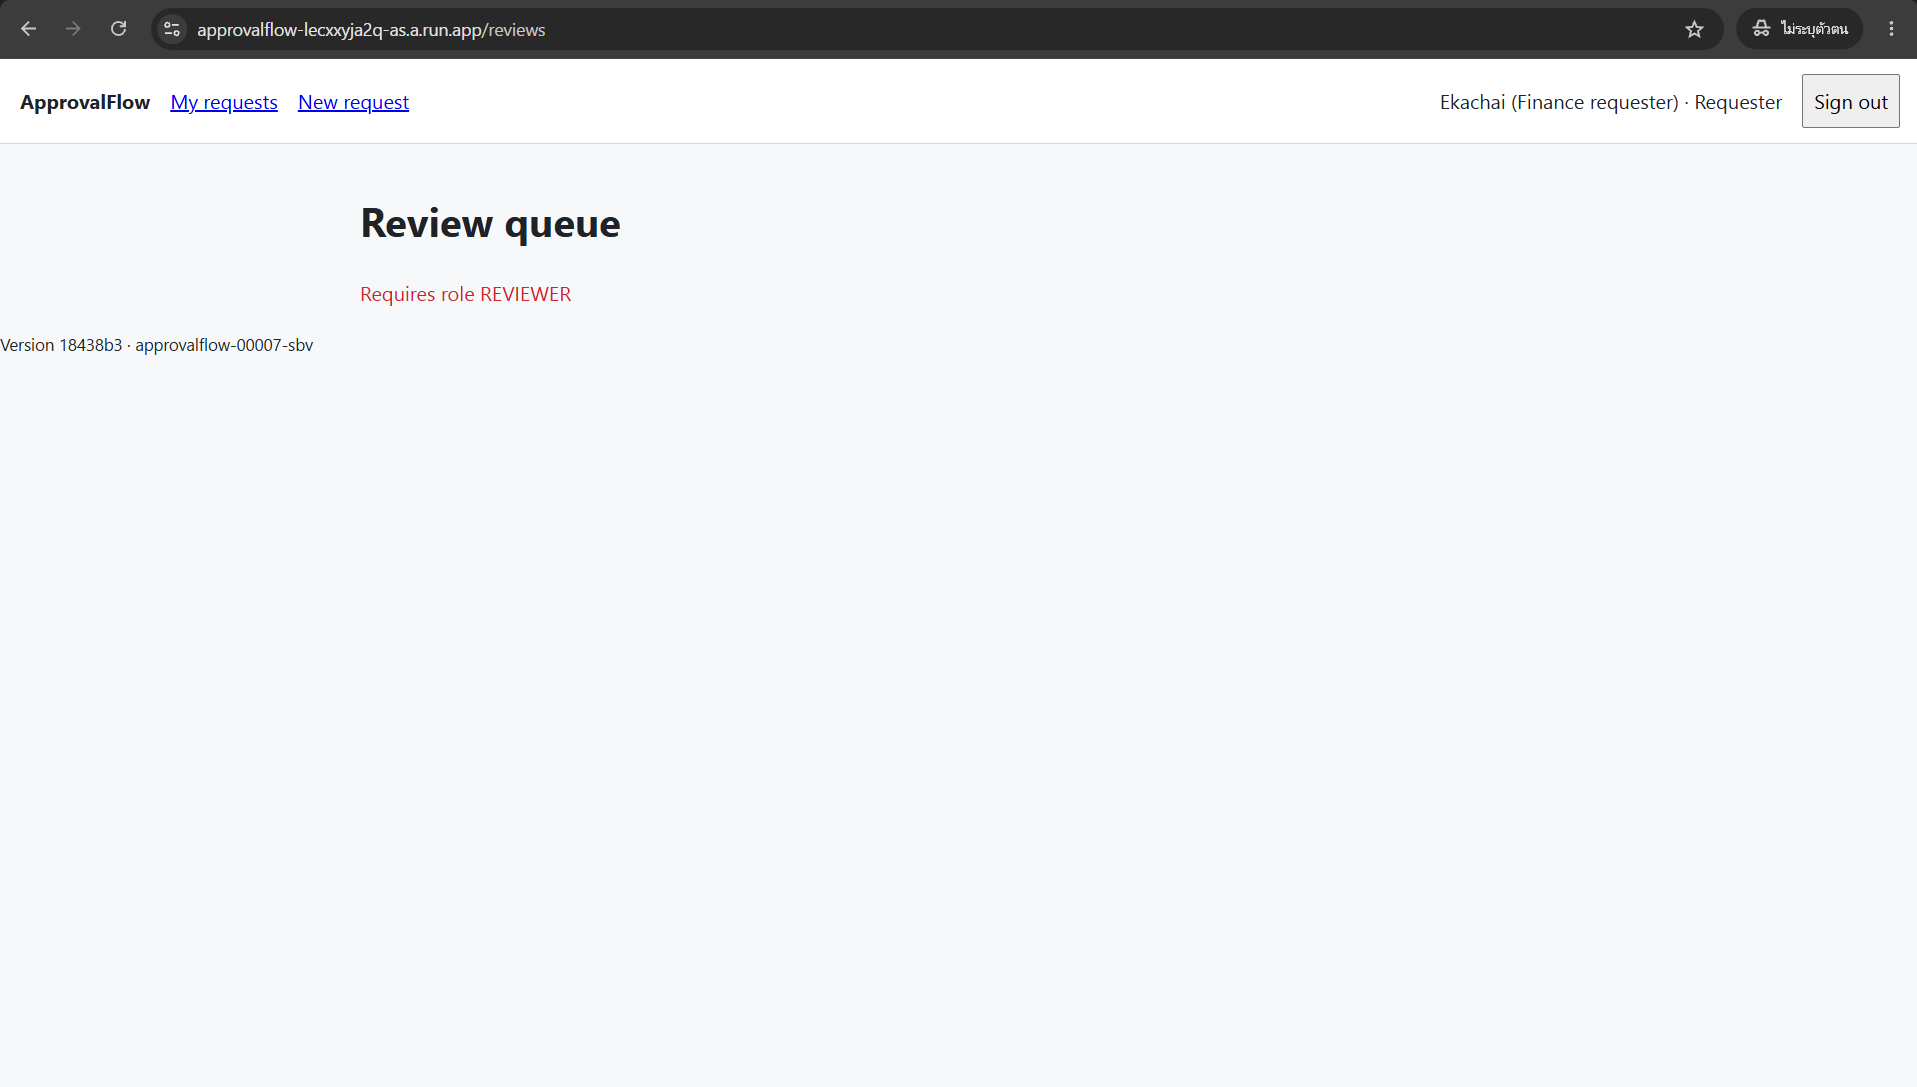 approvalflow-lecxxyja2q-as.a.run.app/reviews
ไม่ระบุตัวตน
ApprovalFlow My requests New request Ekachai (Finance requester) · Requester Sign out
Review queue
Requires role REVIEWER
Version 18438b3 · approvalflow-00007-sbv